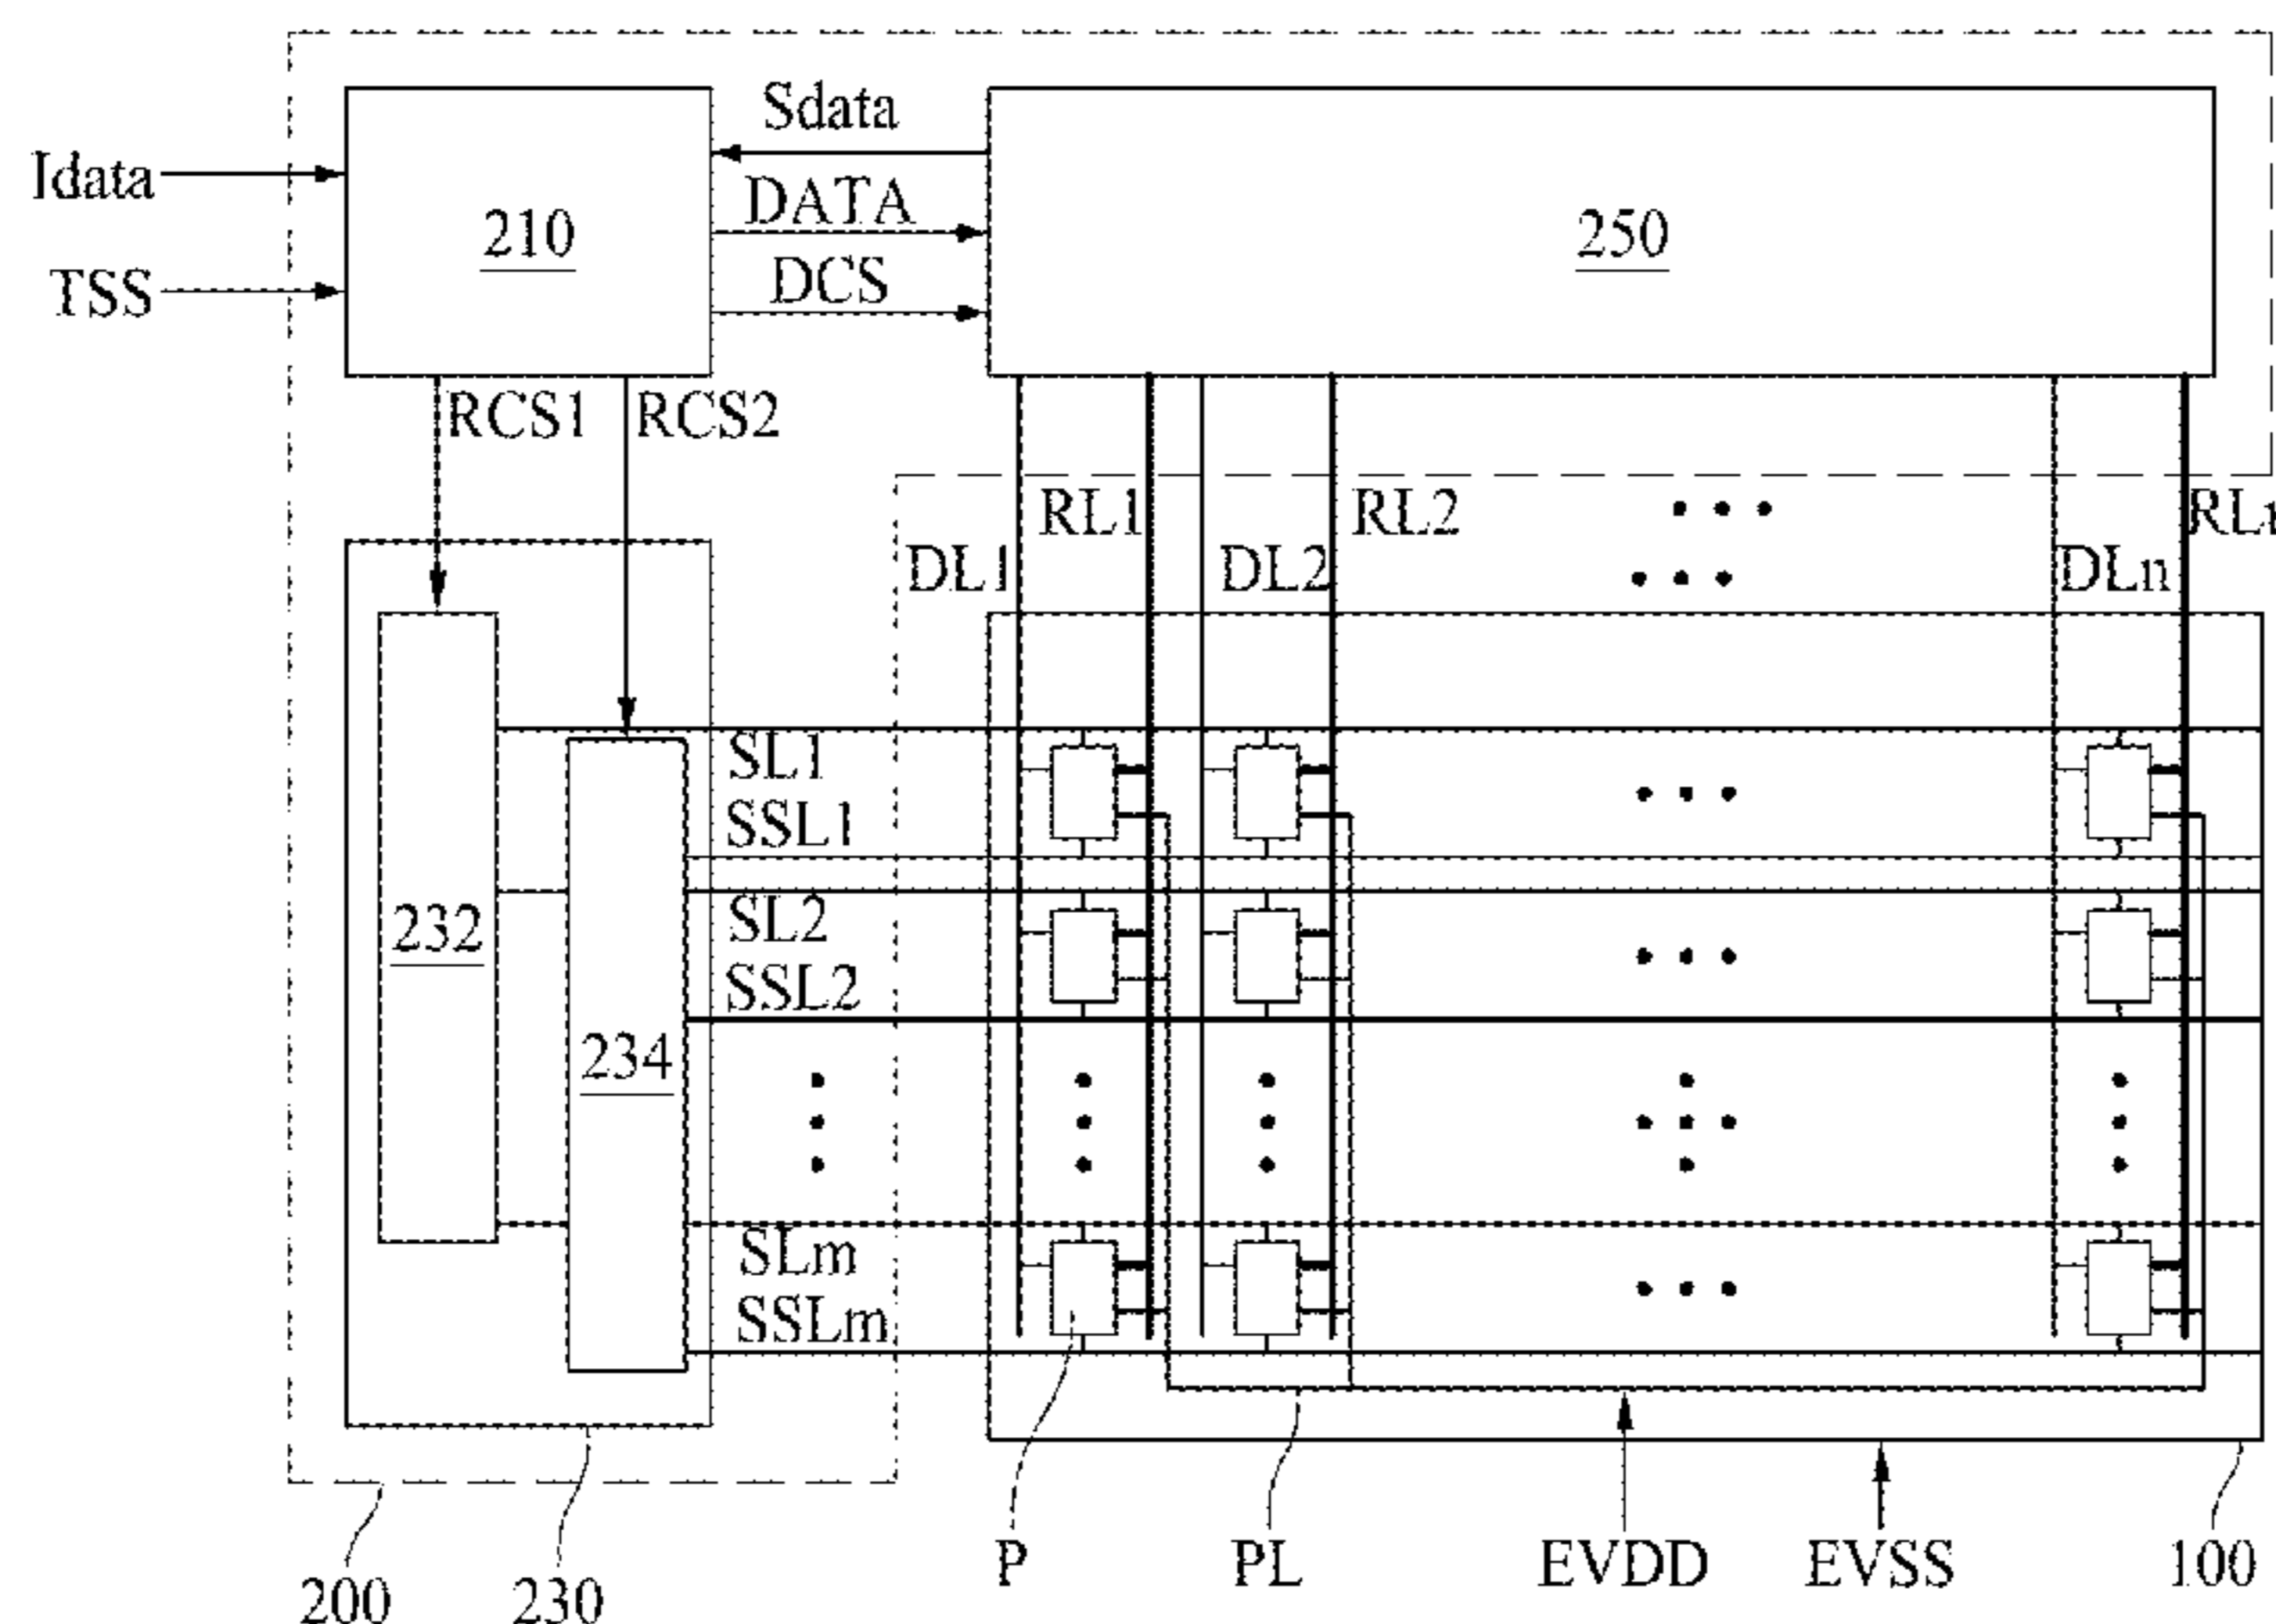 Sdata
Idata
DATA
210
250
TSS
DCS
RCS1 RCS2
RL1 RL2
DL1 DL2 DLn
SL1
SSL1
232
SL2
SSL2
234
SLm
SSLm
P PL EVDD EVSS 100
200 230